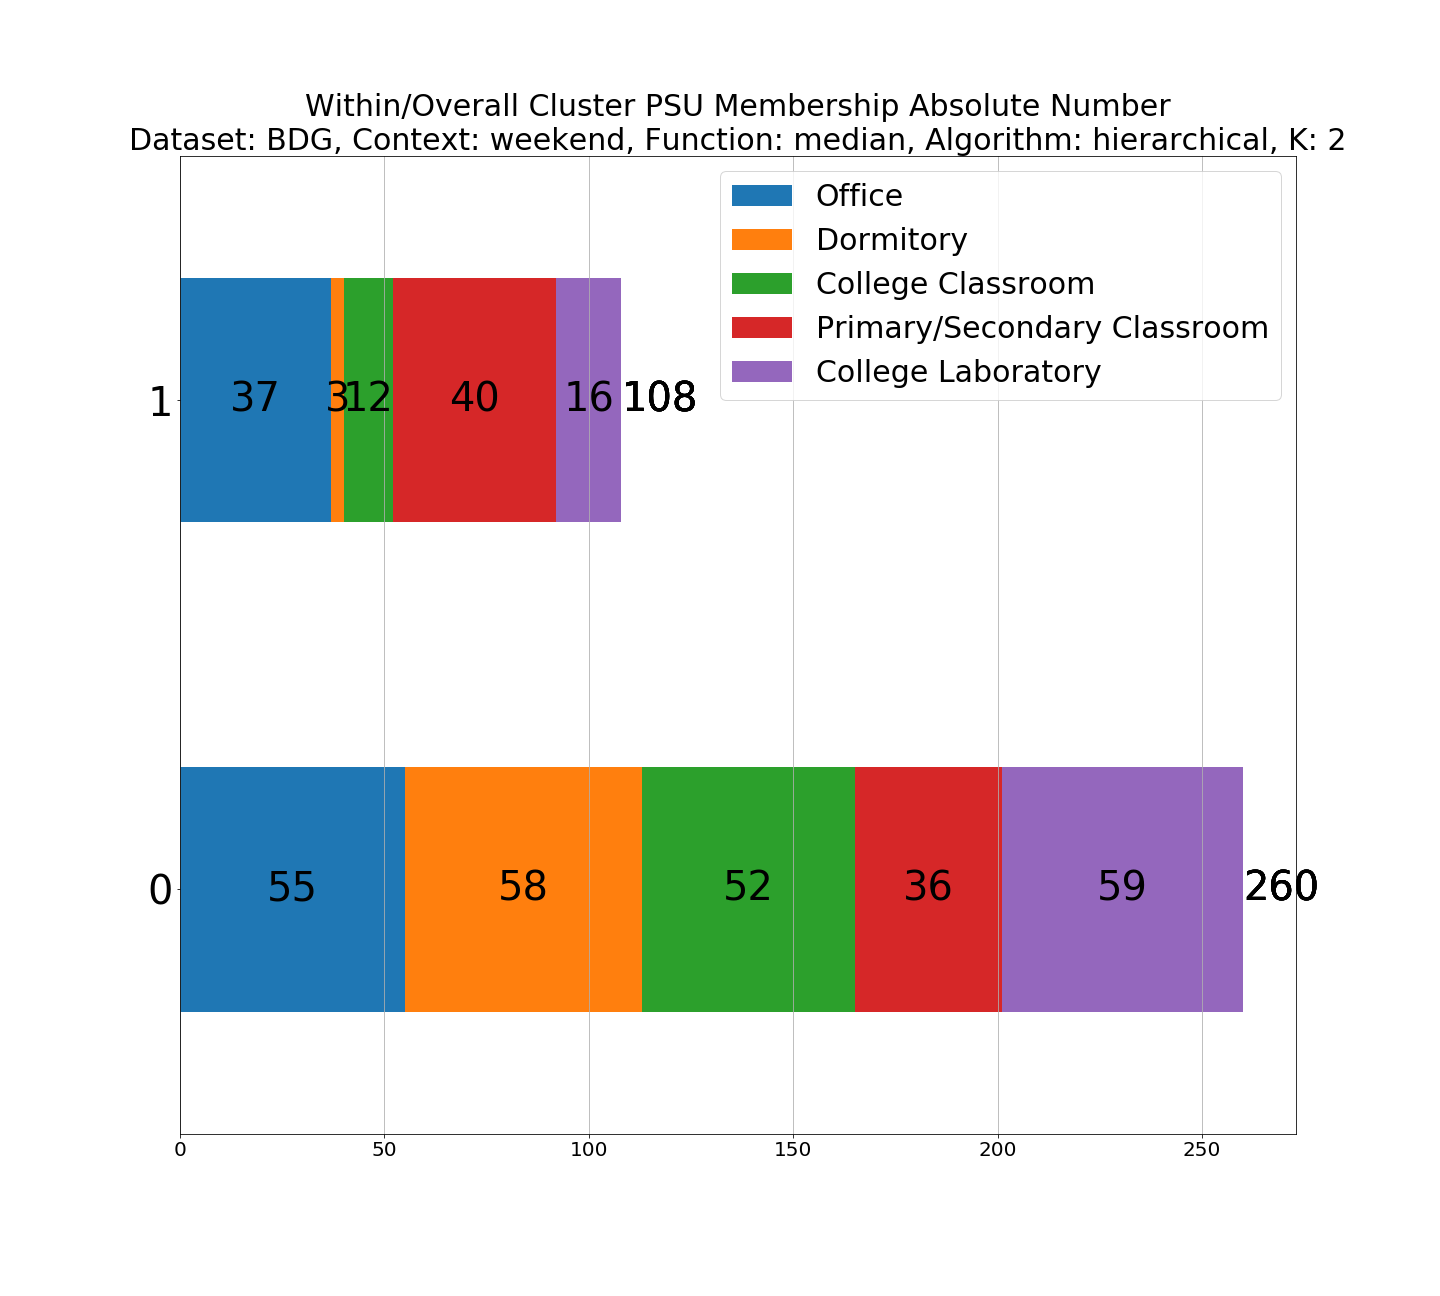 Within/Overall Cluster PSU Membership Absolute Number
Dataset: BDG, Context: weekend, Function: median, Algorithm: hierarchical, K: 2
Office
Dormitory
College Classroom
Primary/Secondary Classroom
College Laboratory
1
37
3
12
40
16
108
0
55
58
52
36
59
260
0
50
100
150
200
250